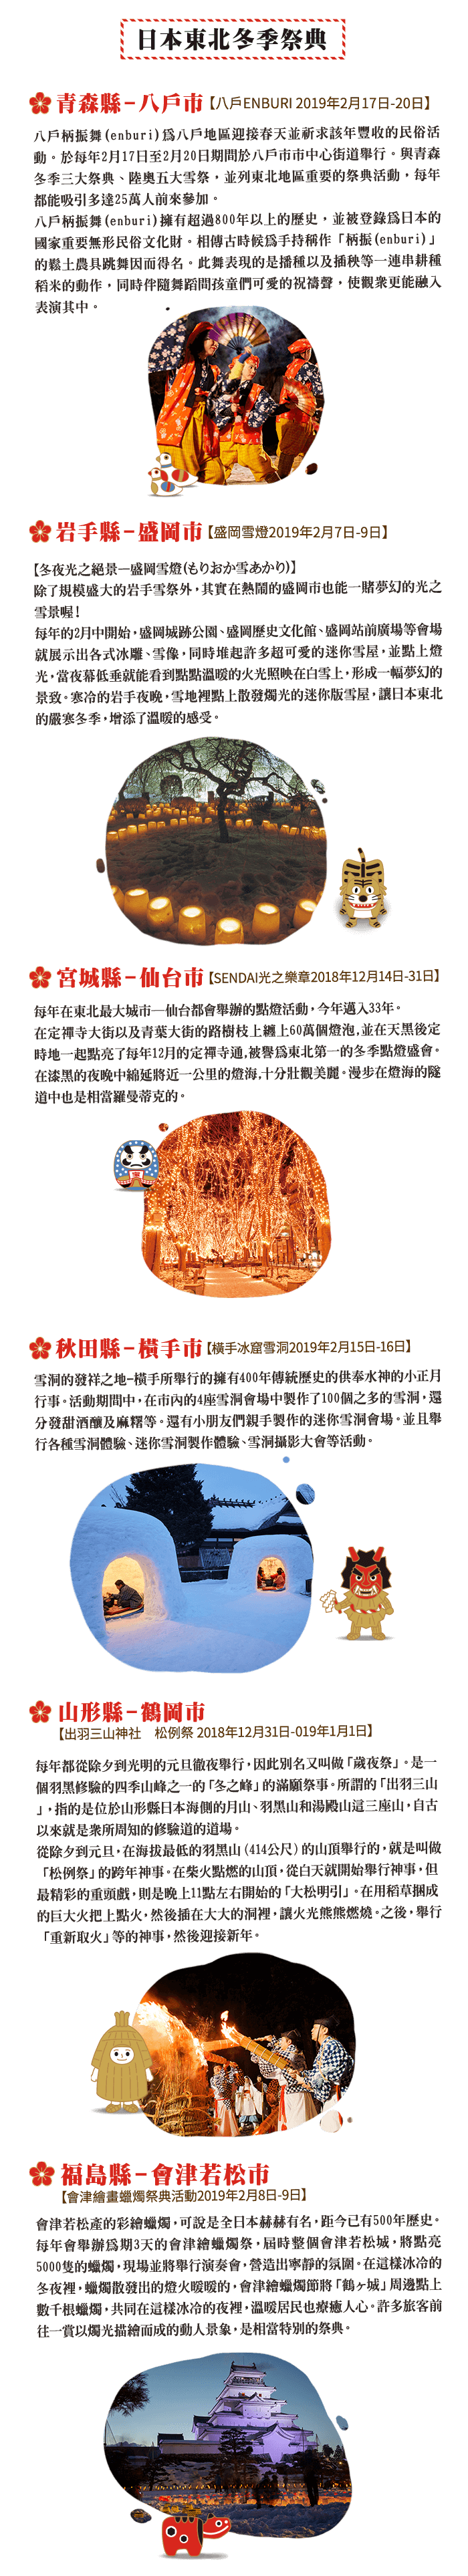 日本東北冬季祭典
青森縣-八戶市【八戶ENBURI 2019年2月17日-20日】
八戶柄振舞(enburi)為八戶地區迎接春天並祈求該年豐收的民俗活
動。於每年2月17日至2月20日期間於八戶市市中心街道舉行。與青森
冬季三大祭典、陸奧五大雪祭，並列東北地區重要的祭典活動，每年
都能吸引多達25萬人前來參加。
八戶柄振舞(enburi)擁有超過800年以上的歷史，並被登錄為日本的
國家重要無形民俗文化財。相傳古時候為手持稱作「柄振(enburi)」
的鬆土農具跳舞因而得名。此舞表現的是播種以及插秧等一連串耕種
稻米的動作，同時伴隨舞蹈間孩童們可愛的祝禱聲，使觀衆更能融入
表演其中。
岩手縣-盛岡市【盛岡雪燈2019年2月7日-9日】
【冬夜光之絕景—盛岡雪燈(もりおか雪あかり)】
除了規模盛大的岩手雪祭外，其實在熱鬧的盛岡市也能一賭夢幻的光之
雪景喔！
每年的2月中開始，盛岡城跡公園、盛岡歷史文化館、盛岡站前廣場等會場
就展示出各式冰雕、雪像，同時堆起許多超可愛的迷你雪屋，並點上燈
光，當夜幕低垂就能看到點點溫暖的火光照映在白雪上，形成一幅夢幻的
景致。寒冷的岩手夜晚，雪地裡點上散發燭光的迷你版雪屋，讓日本東北
的嚴寒冬季，增添了溫暖的感受。
宮城縣-仙台市【SENDAI光之樂章2018年12月14日-31日】
每年在東北最大城市—仙台都會舉辦的點燈活動，今年邁入33年。
在定禪寺大街以及青葉大街的路樹枝上纏上60萬個燈泡，並在天黑後定
時地一起點亮了每年12月的定禪寺通，被譽為東北第一的冬季點燈盛會。
在漆黑的夜晚中綿延將近一公里的燈海，十分壯觀美麗。漫步在燈海的隧
道中也是相當羅曼蒂克的。
秋田縣-橫手市【橫手冰窟雪洞2019年2月15日-16日】
雪洞的發祥之地-橫手所舉行的擁有400年傳統歷史的供奉水神的小正月
行事。活動期間中，在市內的4座雪洞會場中製作了100個之多的雪洞，還
分發甜酒釀及麻糬等。還有小朋友們親手製作的迷你雪洞會場。並且舉
行各種雪洞體驗、迷你雪洞製作體驗、雪洞攝影大會等活動。
山形縣-鶴岡市
【出羽三山神社　松例祭 2018年12月31日-019年1月1日】
每年都從除夕到光明的元旦徹夜舉行，因此別名又叫做「歲夜祭」。是一
個羽黑修驗的四季山峰之一的「冬之峰」的滿願祭事。所謂的「出羽三山
」，指的是位於山形縣日本海側的月山、羽黑山和湯殿山這三座山，自古
以來就是衆所周知的修驗道的道場。
從除夕到元旦，在海拔最低的羽黑山（414公尺）的山頂舉行的，就是叫做
「松例祭」的跨年神事。在柴火點燃的山頂，從白天就開始舉行神事，但
最精彩的重頭戲，則是晚上11點左右開始的「大松明引」。在用稻草捆成
的巨大火把上點火，然後插在大大的洞裡，讓火光熊熊燃燒。之後，舉行
「重新取火」等的神事，然後迎接新年。
福島縣-會津若松市
【會津繪畫蠟燭祭典活動2019年2月8日-9日】
會津若松產的彩繪蠟燭，可說是全日本赫赫有名，距今已有500年歷史。
每年會舉辦為期3天的會津繪蠟燭祭，屆時整個會津若松城，將點亮
5000隻的蠟燭，現場並將舉行演奏會，營造出寧靜的氛圍。在這樣冰冷的
冬夜裡，蠟燭散發出的燈火暖暖的，會津繪蠟燭節將「鶴ヶ城」周邊點上
數千根蠟燭，共同在這樣冰冷的夜裡，溫暖居民也療癒人心。許多旅客前
往一賞以燭光描繪而成的動人景象，是相當特別的祭典。